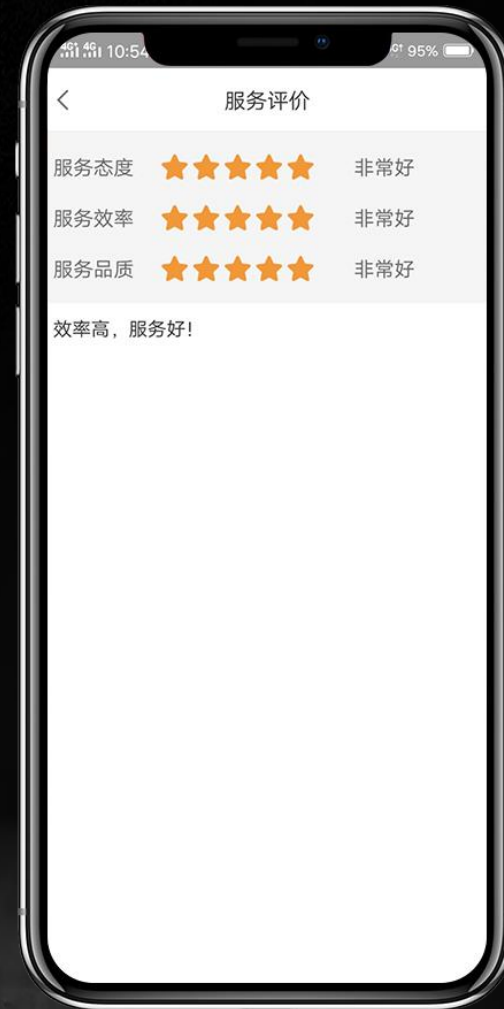 10:54
95%
服务评价
服务态度 非常好
服务效率 非常好
服务品质 非常好
效率高，服务好!